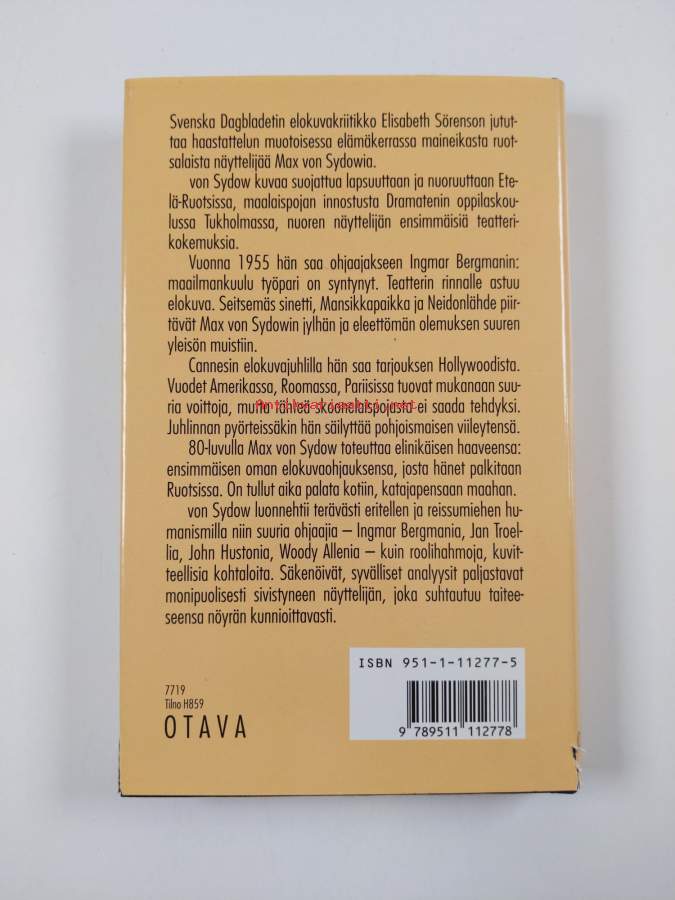 Svenska Dagbladetin elokuvakriitikko Elisabeth Sörenson jutut-
taa haastattelun muotoisessa elämäkerrassa maineikasta ruot-
salaista näyttelijää Max von Sydowia.
von Sydow kuvaa suojattua lapsuuttaan ja nuoruuttaan Ete-
lä-Ruotsissa, maalaispojan innostusta Dramatenin oppilaskou-
lussa Tukholmassa, nuoren näyttelijän ensimmäisiä teatteri-
kokemuksia.
Vuonna 1955 hän saa ohjaajakseen Ingmar Bergmanin:
maailmankuulu työpari on syntynyt. Teatterin rinnalle astuu
elokuva. Seitsemäs sinetti, Mansikkapaikka ja Neidonlähde piir-
tävät Max von Sydowin jylhän ja eleettömän olemuksen suuren
yleisön muistiin.
Cannesin elokuvajuhlilla hän saa tarjouksen Hollywoodista.
Vuodet Amerikassa, Roomassa, Pariisissa tuovat mukanaan suu-
ria voittoja, mutta tähteä skoonelaispojasta ei saada tehdyksi.
Juhlinnan pyörteissäkin hän säilyttää pohjoismaisen viileytensä.
80-luvulla Max von Sydow toteuttaa elinikäisen haaveensa:
ensimmäisen oman elokuvaohjauksensa, josta hänet palkitaan
Ruotsissa. On tullut aika palata kotiin, katajapensaan maahan.
von Sydow luonnehtii terävästi eritellen ja reissumiehen hu-
manismilla niin suuria ohjaajia – Ingmar Bergmania, Jan Troel-
lia, John Hustonia, Woody Allenia – kuin roolihahmoja, kuvit-
teellisia kohtaloita. Säkenöivät, syvälliset analyysit paljastavat
monipuolisesti sivistyneen näyttelijän, joka suhtautuu taitee-
seensa nöyrän kunnioittavasti.
ISBN 951-1-11277-5
7719
Tilno H859
OTAVA
9 789511 112778